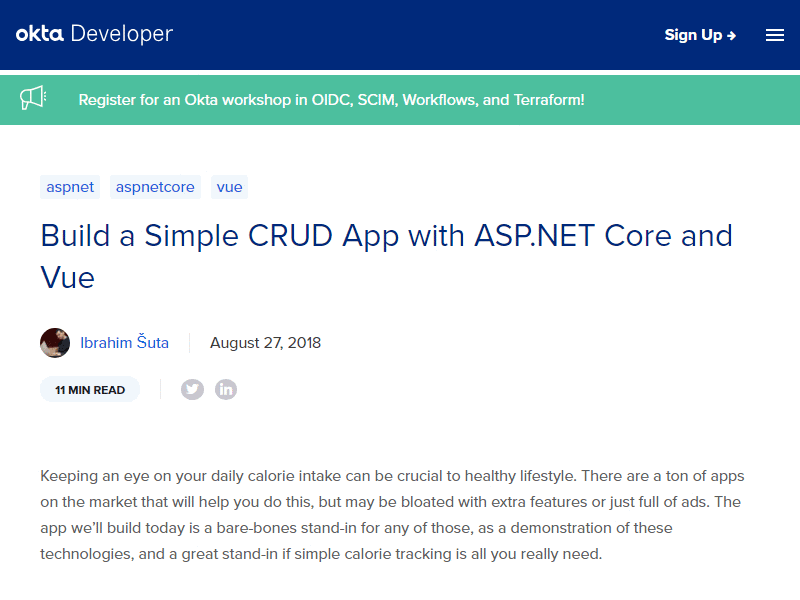 okta Developer
Sign Up →
Register for an Okta workshop in OIDC, SCIM, Workflows, and Terraform!
aspnet aspnetcore vue
Build a Simple CRUD App with ASP.NET Core and
Vue
Ibrahim Šuta
August 27, 2018
11 MIN READ
in
Keeping an eye on your daily calorie intake can be crucial to healthy lifestyle. There are a ton of apps
on the market that will help you do this, but may be bloated with extra features or just full of ads. The
app we’ll build today is a bare-bones stand-in for any of those, as a demonstration of these
technologies, and a great stand-in if simple calorie tracking is all you really need.